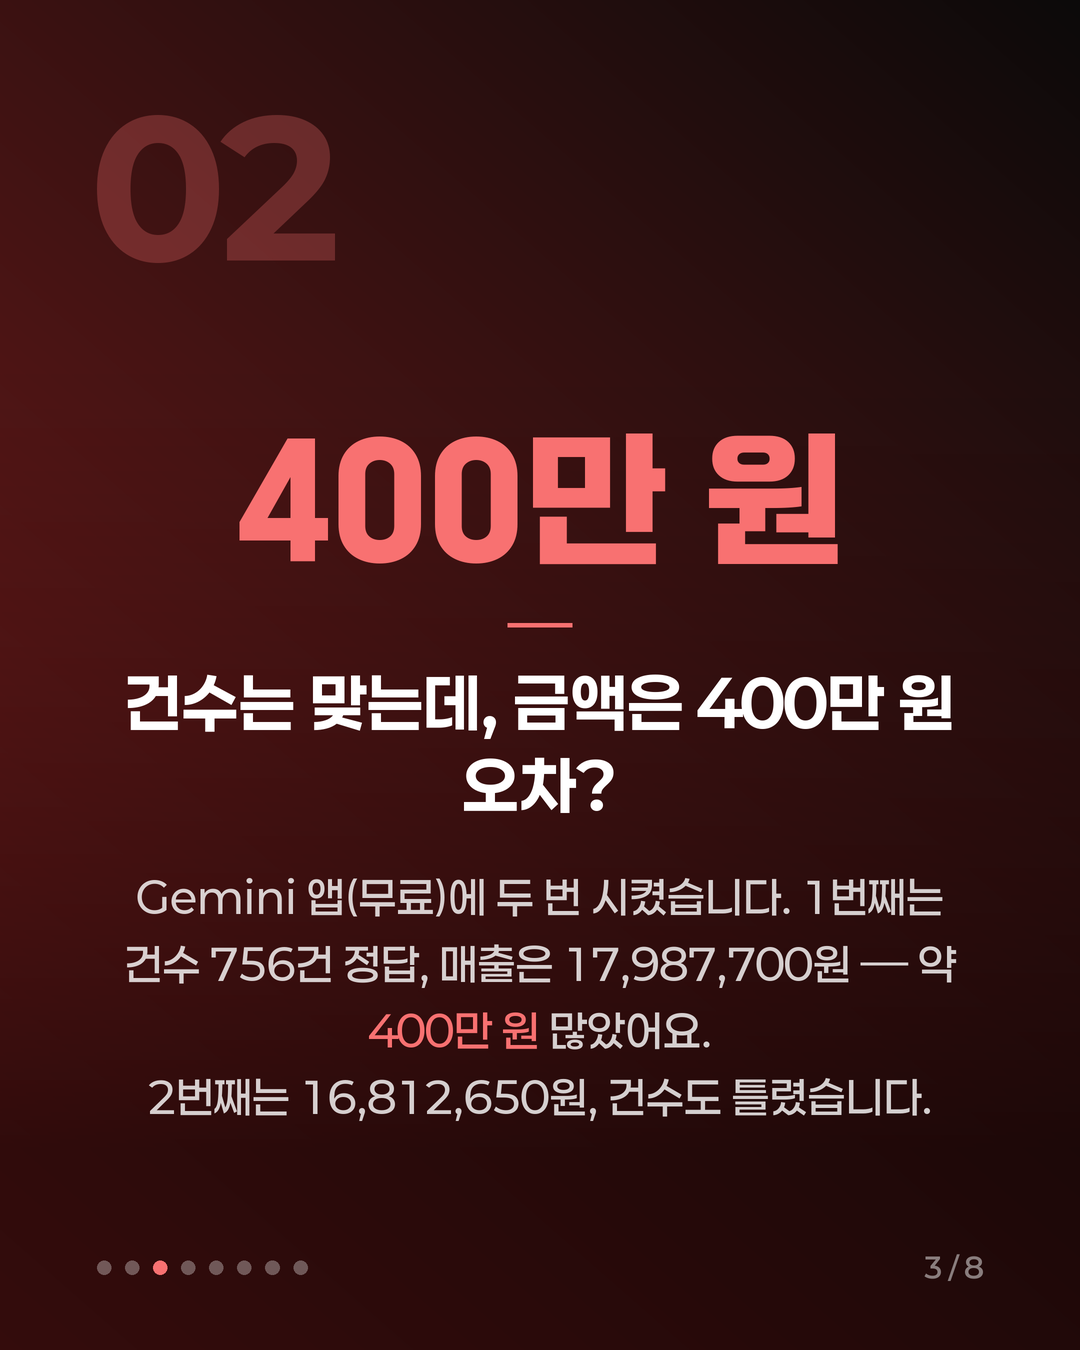 02
400만 원
건수는 맞는데, 금액은 400만 원
오차?
Gemini 앱(무료)에 두 번 시켰습니다. 1번째는
건수 756건 정답, 매출은 17,987,700원 — 약
400만 원 많았어요.
2번째는 16,812,650원, 건수도 틀렸습니다.
3/8